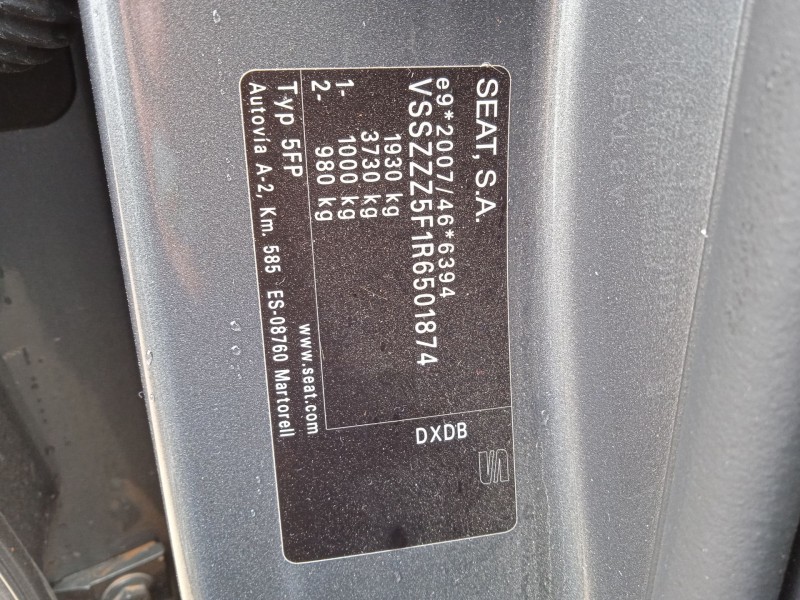 SEAT, S.A.
e9*2007/46*6394
VSSZZZ5F1R6501874
1930 kg
3730 kg
1- 1000 kg
2- 980 kg
DXDB
Typ 5FP
www.seat.com
Autovía A-2, Km. 585 ES-08760 Martorell